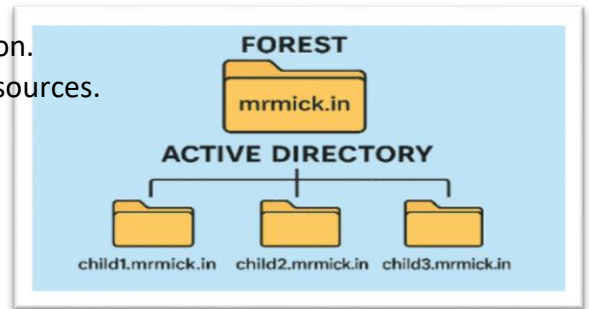 on.
sources.
FOREST
mrmick.in
ACTIVE DIRECTORY
child1.mrmick.in child2.mrmick.in child3.mrmick.in